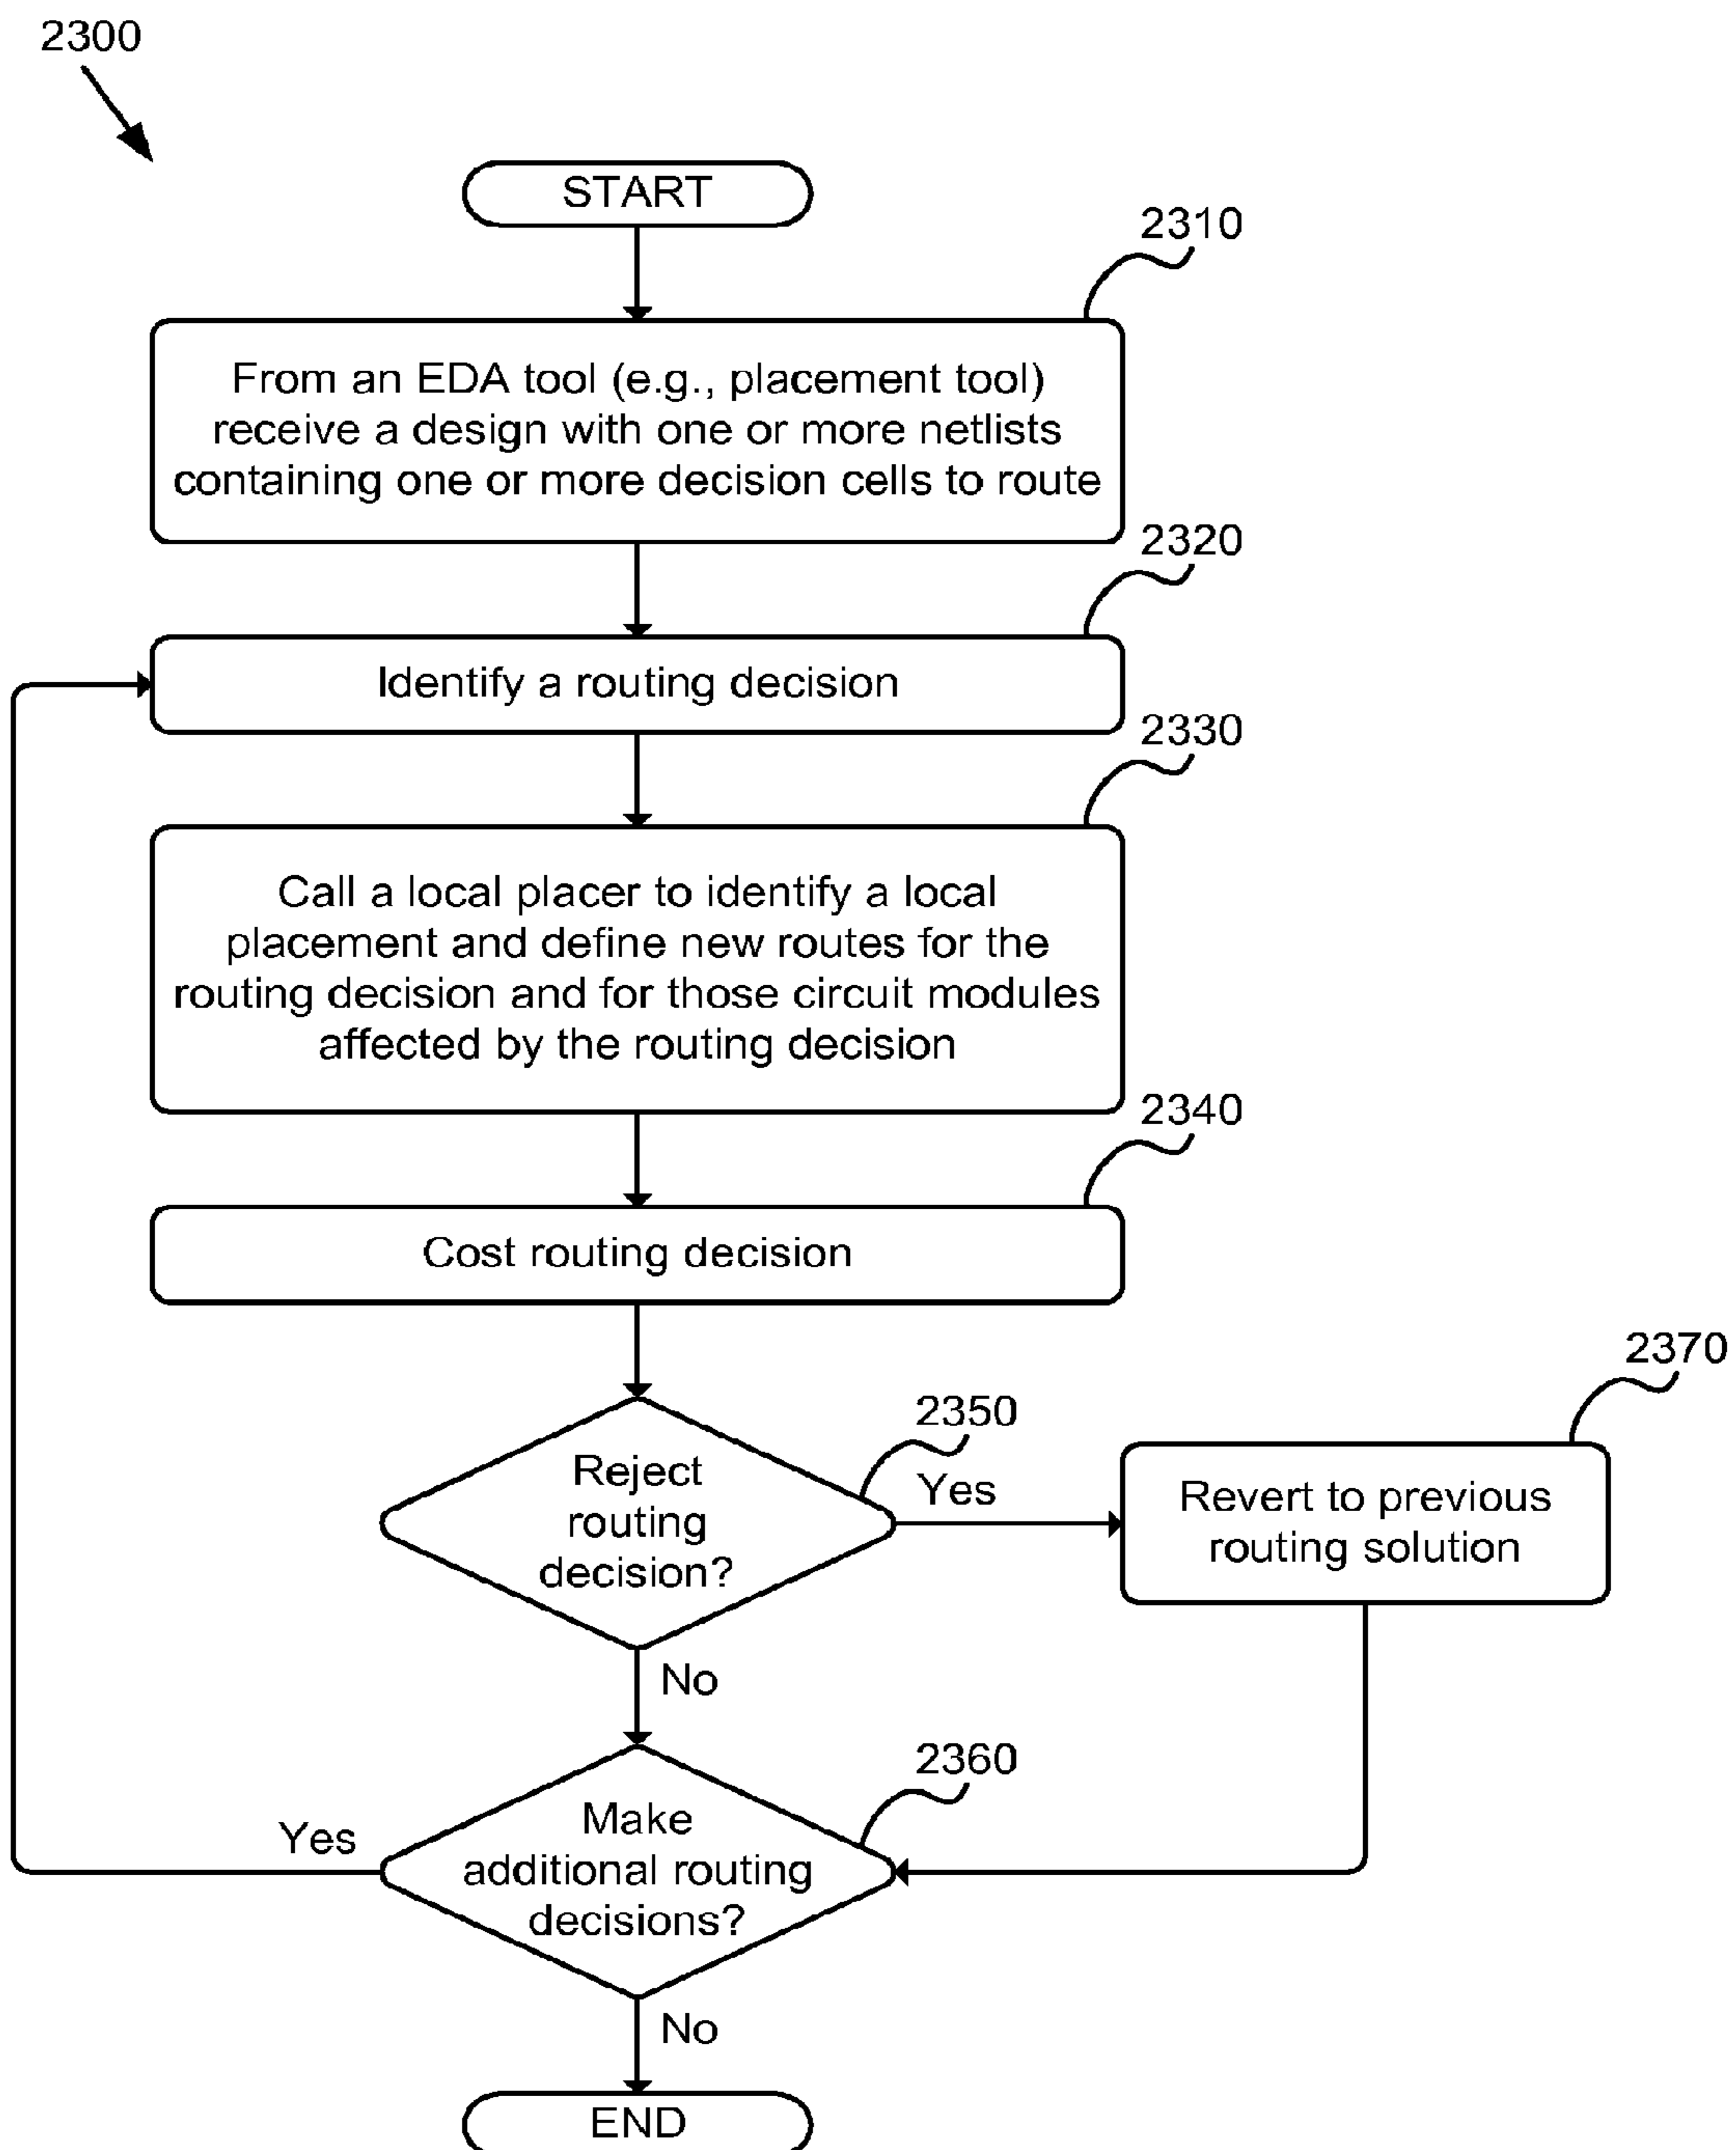 2300
START
2310
From an EDA tool (e.g., placement tool)
receive a design with one or more netlists
containing one or more decision cells to route
2320
Identify a routing decision
2330
Call a local placer to identify a local
placement and define new routes for the
routing decision and for those circuit modules
affected by the routing decision
2340
Cost routing decision
2350
Reject
routing
decision?
Yes
2370
Revert to previous
routing solution
No
2360
Make
additional routing
decisions?
Yes
No
END